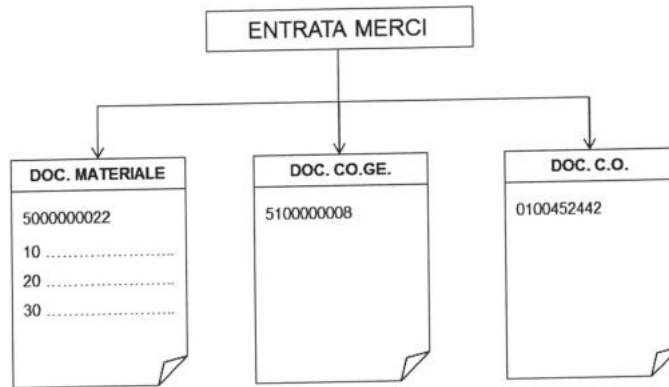 ENTRATA MERCI
DOC. MATERIALE
5000000022
10 ........................
20 ........................
30 ........................
DOC. CO.GE.
5100000008
DOC. C.O.
0100452442